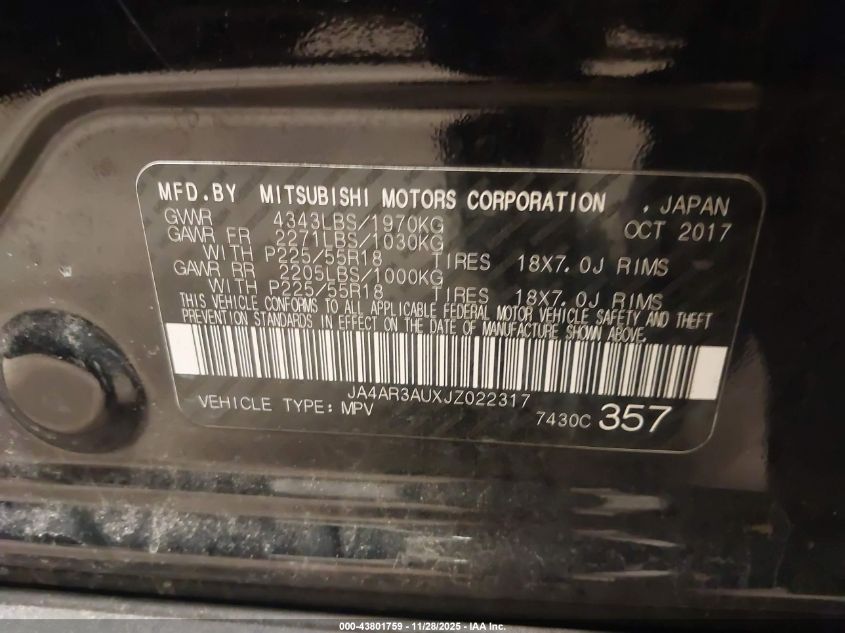 MFD.BY MITSUBISHI MOTORS CORPORATION , JAPAN
GVWR 4343LBS/1970KG OCT 2017
GAWR FR 2271LBS/1030KG
WITH P225/55R18 TIRES 18X7.0J RIMS
GAWR RR 2205LBS/1000KG
WITH P225/55R18 TIRES 18X7.0J RIMS
THIS VEHICLE CONFORMS TO ALL APPLICABLE FEDERAL MOTOR VEHICLE SAFETY AND THEFT
PREVENTION STANDARDS IN EFFECT ON THE DATE OF MANUFACTURE SHOWN ABOVE.
JA4AR3AUXJZ022317
VEHICLE TYPE: MPV 7430C 357
000-43801759 - 11/28/2025 - IAA Inc.